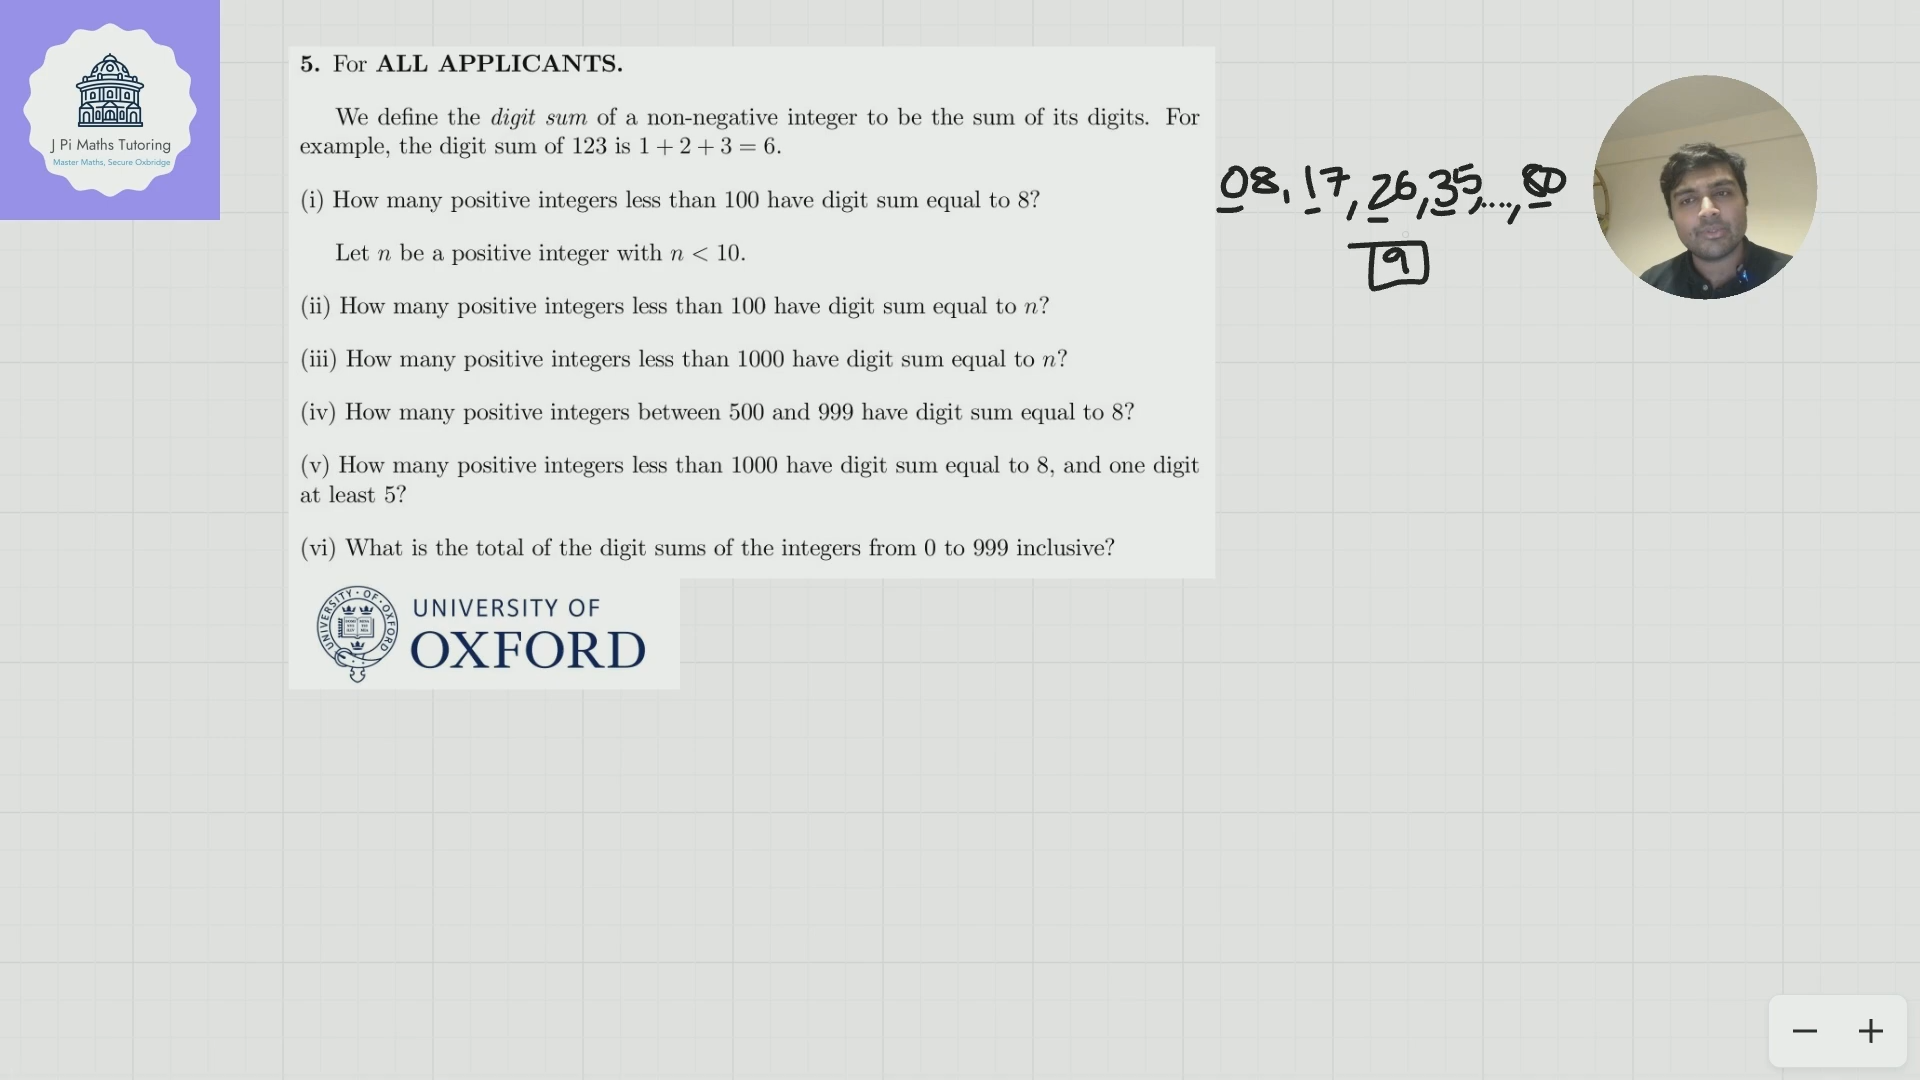 J Pi Maths Tutoring
Master Maths, Secure Oxbridge
5. For ALL APPLICANTS.
We define the digit sum of a non-negative integer to be the sum of its digits. For
example, the digit sum of 123 is 1 + 2 + 3 = 6.
(i) How many positive integers less than 100 have digit sum equal to 8?
Let n be a positive integer with n < 10.
(ii) How many positive integers less than 100 have digit sum equal to n?
(iii) How many positive integers less than 1000 have digit sum equal to n?
(iv) How many positive integers between 500 and 999 have digit sum equal to 8?
(v) How many positive integers less than 1000 have digit sum equal to 8, and one digit
at least 5?
(vi) What is the total of the digit sums of the integers from 0 to 999 inclusive?
UNIVERSITY OF
OXFORD
08, 17, 26, 35, ...., 80
9